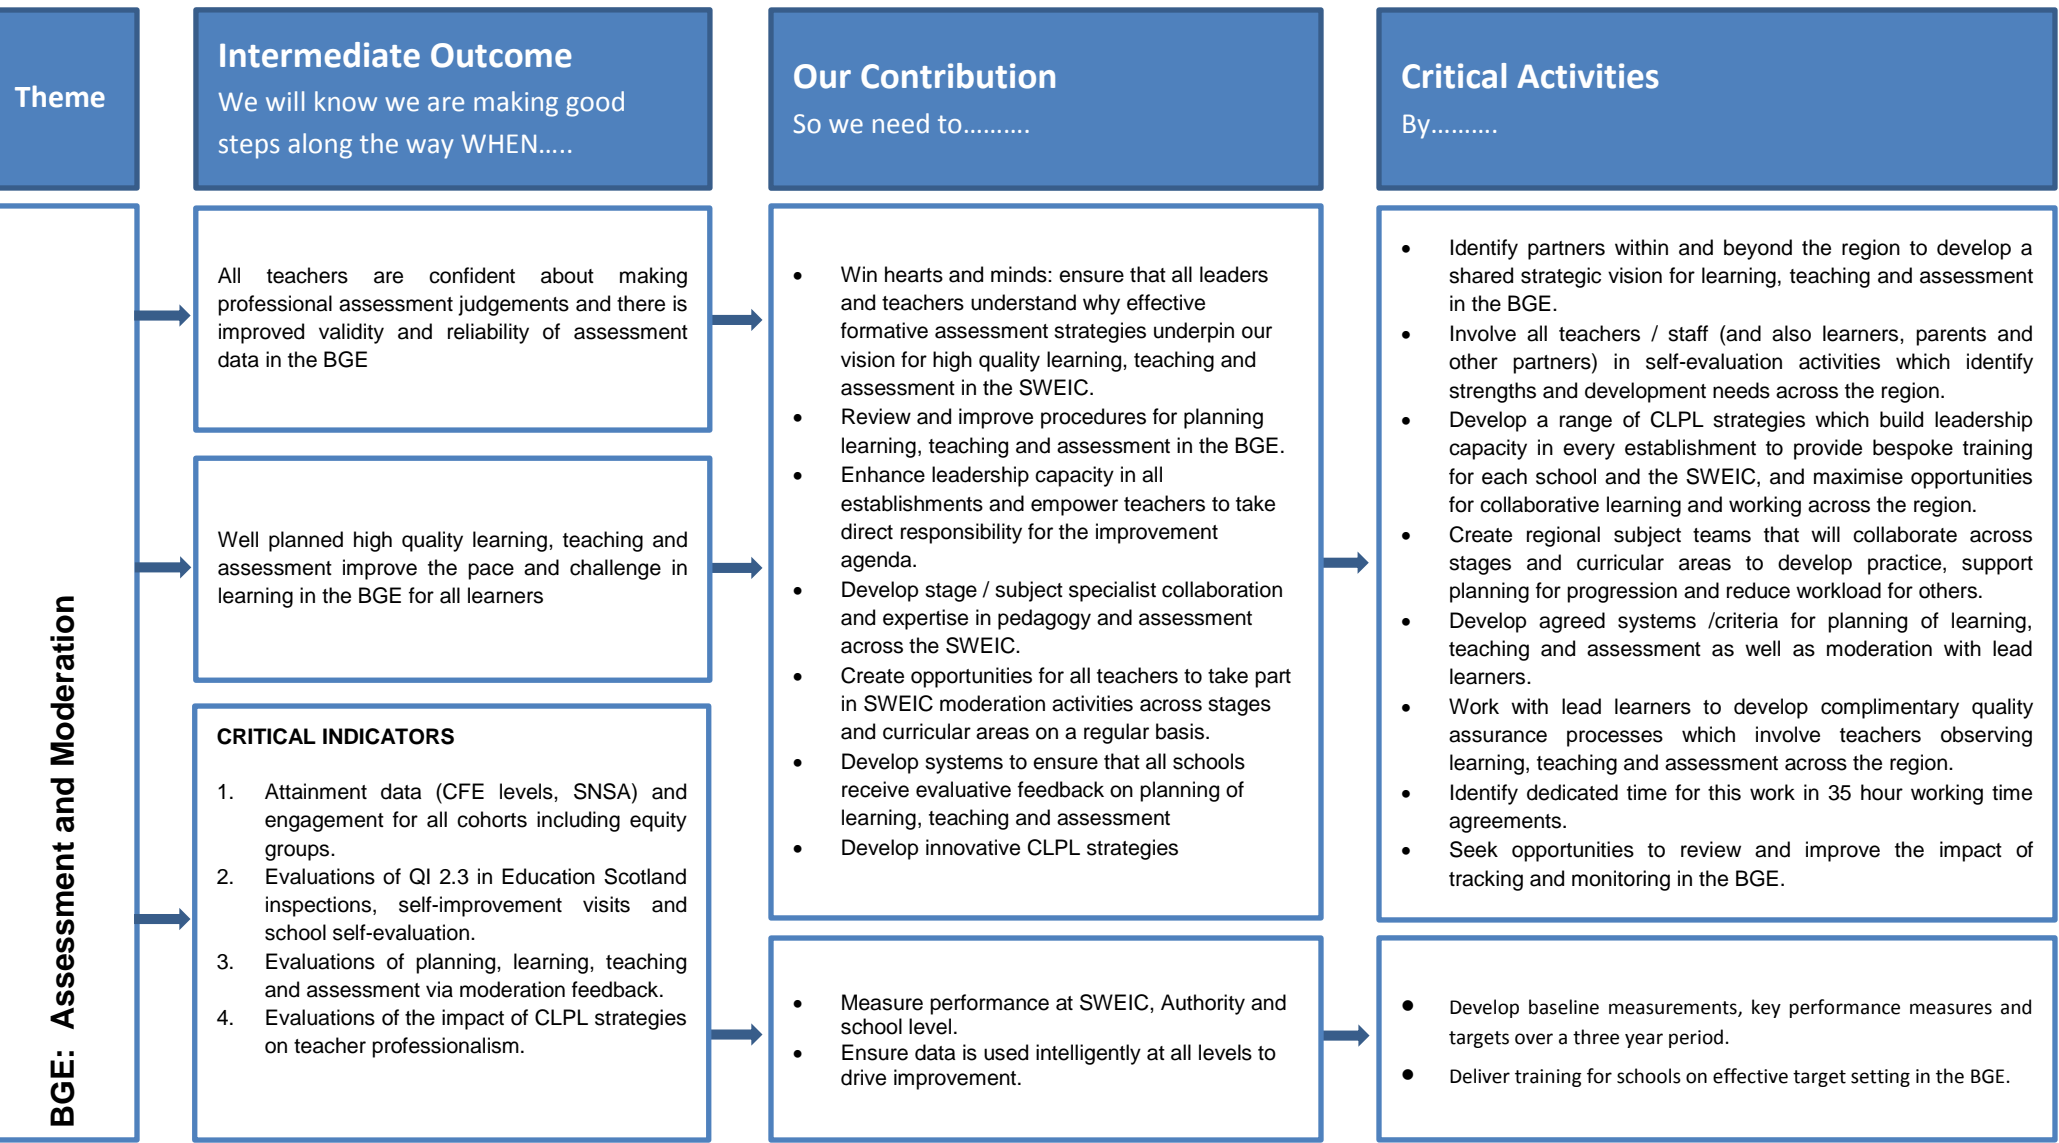 Theme
Intermediate Outcome
We will know we are making good
steps along the way WHEN.....
Our Contribution
So we need to..........
Critical Activities
By..........
BGE:  Assessment and Moderation
All teachers are confident about making
professional assessment judgements and there is
improved validity and reliability of assessment
data in the BGE
Well planned high quality learning, teaching and
assessment improve the pace and challenge in
learning in the BGE for all learners
CRITICAL INDICATORS
1. Attainment data (CFE levels, SNSA) and
engagement for all cohorts including equity
groups.
2. Evaluations of QI 2.3 in Education Scotland
inspections, self-improvement visits and
school self-evaluation.
3. Evaluations of planning, learning, teaching
and assessment via moderation feedback.
4. Evaluations of the impact of CLPL strategies
on teacher professionalism.
• Win hearts and minds: ensure that all leaders
and teachers understand why effective
formative assessment strategies underpin our
vision for high quality learning, teaching and
assessment in the SWEIC.
• Review and improve procedures for planning
learning, teaching and assessment in the BGE.
• Enhance leadership capacity in all
establishments and empower teachers to take
direct responsibility for the improvement
agenda.
• Develop stage / subject specialist collaboration
and expertise in pedagogy and assessment
across the SWEIC.
• Create opportunities for all teachers to take part
in SWEIC moderation activities across stages
and curricular areas on a regular basis.
• Develop systems to ensure that all schools
receive evaluative feedback on planning of
learning, teaching and assessment
• Develop innovative CLPL strategies
• Measure performance at SWEIC, Authority and
school level.
• Ensure data is used intelligently at all levels to
drive improvement.
• Identify partners within and beyond the region to develop a
shared strategic vision for learning, teaching and assessment
in the BGE.
• Involve all teachers / staff (and also learners, parents and
other partners) in self-evaluation activities which identify
strengths and development needs across the region.
• Develop a range of CLPL strategies which build leadership
capacity in every establishment to provide bespoke training
for each school and the SWEIC, and maximise opportunities
for collaborative learning and working across the region.
• Create regional subject teams that will collaborate across
stages and curricular areas to develop practice, support
planning for progression and reduce workload for others.
• Develop agreed systems /criteria for planning of learning,
teaching and assessment as well as moderation with lead
learners.
• Work with lead learners to develop complimentary quality
assurance processes which involve teachers observing
learning, teaching and assessment across the region.
• Identify dedicated time for this work in 35 hour working time
agreements.
• Seek opportunities to review and improve the impact of
tracking and monitoring in the BGE.
• Develop baseline measurements, key performance measures and
targets over a three year period.
• Deliver training for schools on effective target setting in the BGE.